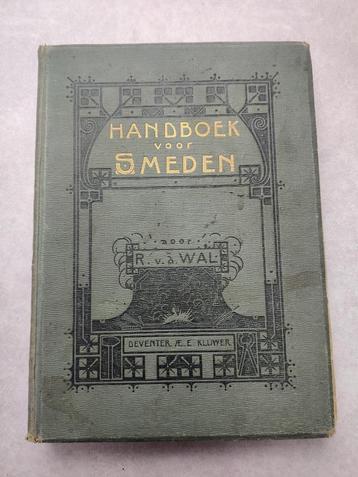 HANDBOEK
voor
SMEDEN
door
R. v. d. WAL
DEVENTER Æ. E. KLUWER